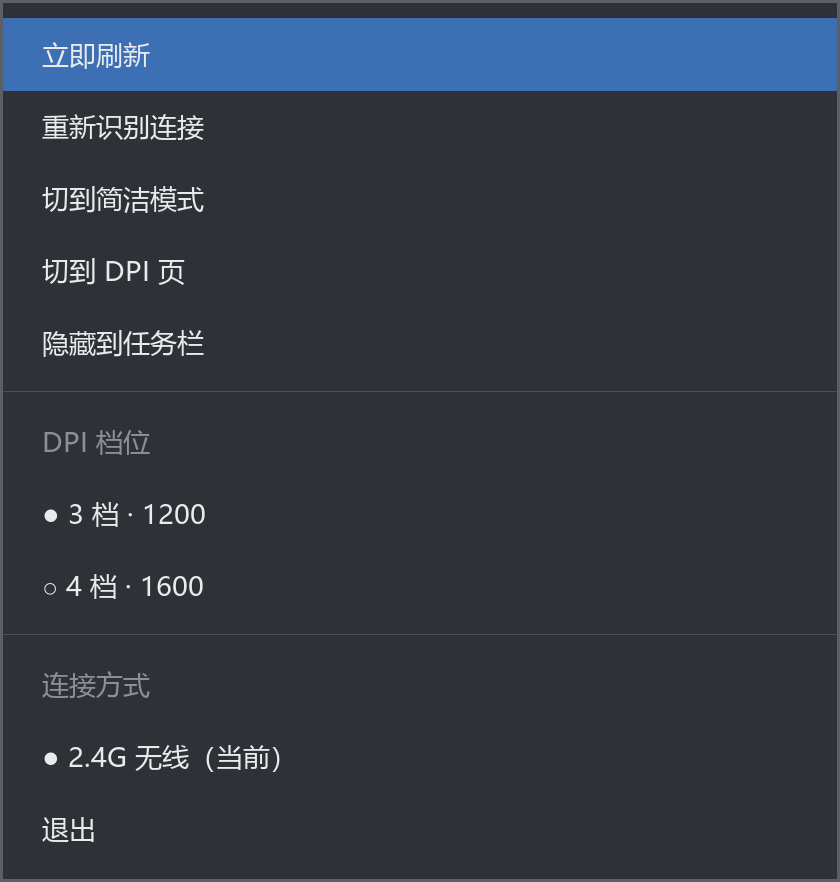 立即刷新
重新识别连接
切到简洁模式
切到 DPI 页
隐藏到任务栏
DPI 档位
● 3 档 · 1200
○ 4 档 · 1600
连接方式
● 2.4G 无线（当前）
退出